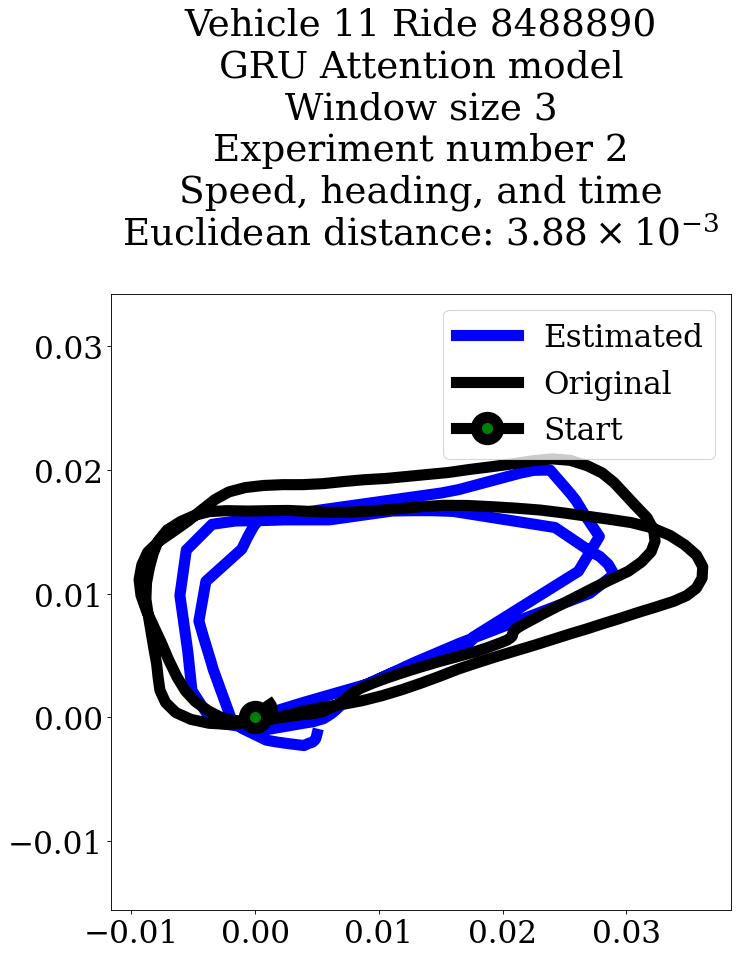 Vehicle 11 Ride 8488890
GRU Attention model
Window size 3
Experiment number 2
Speed, heading, and time
Euclidean distance: 3.88 × 10⁻³
Estimated
Original
Start
0.03
0.02
0.01
0.00
−0.01
−0.01 0.00 0.01 0.02 0.03